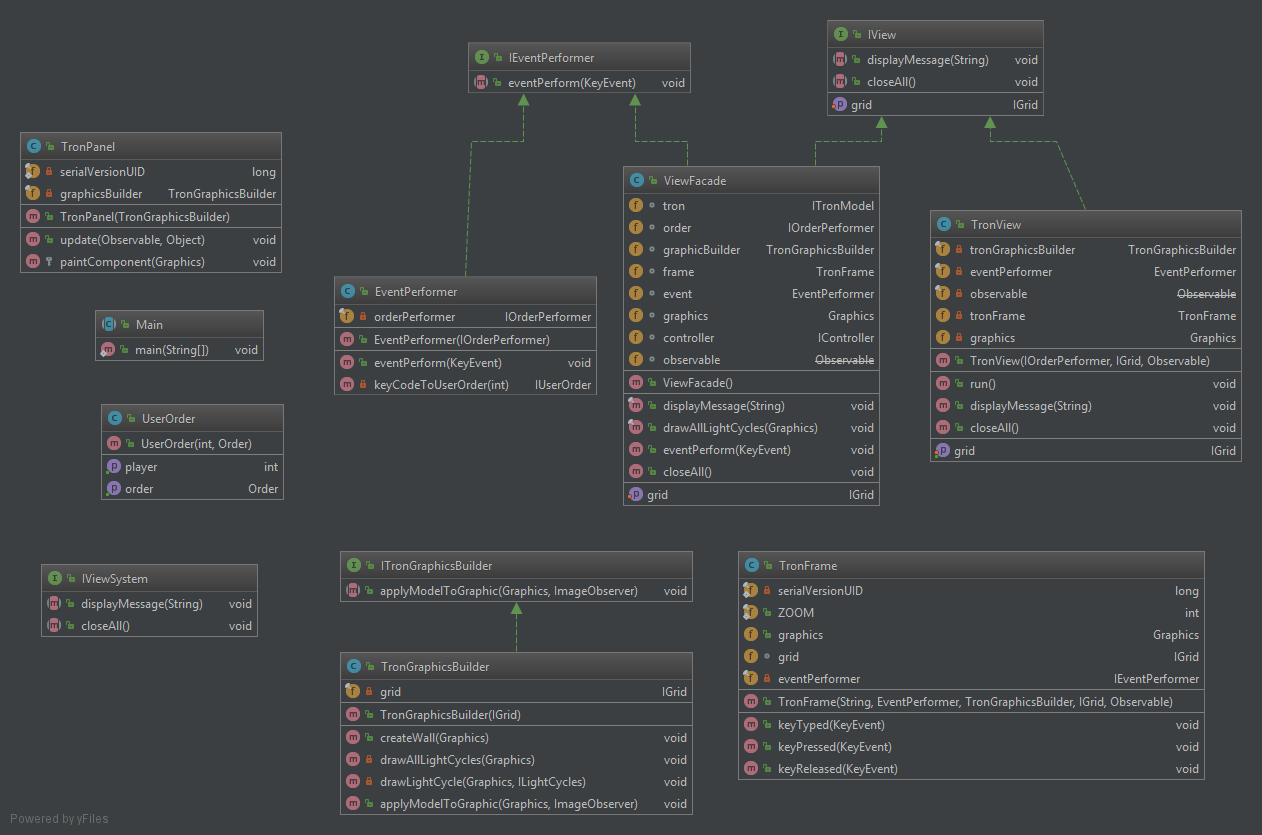 IEventPerformer
eventPerform(KeyEvent) void
IView
displayMessage(String) void
closeAll() void
grid IGrid
TronPanel
serialVersionUID long
graphicsBuilder TronGraphicsBuilder
TronPanel(TronGraphicsBuilder)
update(Observable, Object) void
paintComponent(Graphics) void
ViewFacade
tron ITronModel
order IOrderPerformer
graphicBuilder TronGraphicsBuilder
frame TronFrame
event EventPerformer
graphics Graphics
controller IController
observable Observable
ViewFacade()
displayMessage(String) void
drawAllLightCycles(Graphics) void
eventPerform(KeyEvent) void
closeAll() void
grid IGrid
TronView
tronGraphicsBuilder TronGraphicsBuilder
eventPerformer EventPerformer
observable Observable
tronFrame TronFrame
graphics Graphics
TronView(IOrderPerformer, IGrid, Observable)
run() void
displayMessage(String) void
closeAll() void
grid IGrid
EventPerformer
orderPerformer IOrderPerformer
EventPerformer(IOrderPerformer)
eventPerform(KeyEvent) void
keyCodeToUserOrder(int) IUserOrder
Main
main(String[]) void
UserOrder
UserOrder(int, Order)
player int
order Order
IViewSystem
displayMessage(String) void
closeAll() void
ITronGraphicsBuilder
applyModelToGraphic(Graphics, ImageObserver) void
TronGraphicsBuilder
grid IGrid
TronGraphicsBuilder(IGrid)
createWall(Graphics) void
drawAllLightCycles(Graphics) void
drawLightCycle(Graphics, ILightCycles) void
applyModelToGraphic(Graphics, ImageObserver) void
TronFrame
serialVersionUID long
ZOOM int
graphics Graphics
grid IGrid
eventPerformer IEventPerformer
TronFrame(String, EventPerformer, TronGraphicsBuilder, IGrid, Observable)
keyTyped(KeyEvent) void
keyPressed(KeyEvent) void
keyReleased(KeyEvent) void
Powered by yFiles